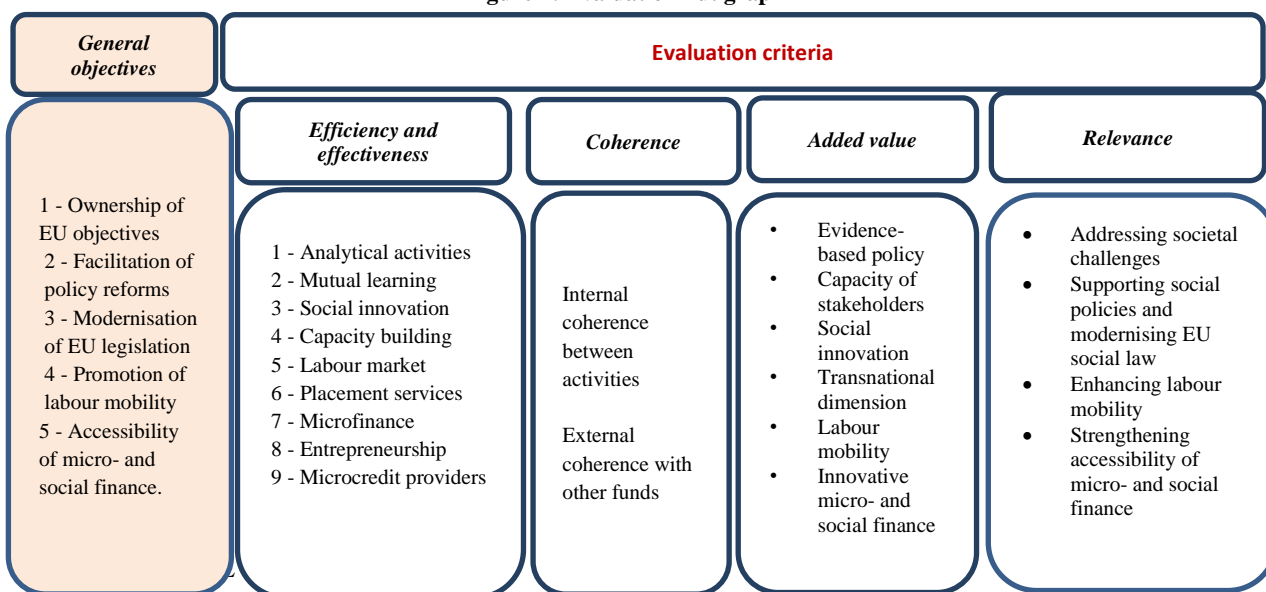 General
objectives
Evaluation criteria
Efficiency and
effectiveness
Coherence
Added value
Relevance
1 - Ownership of
EU objectives
2 - Facilitation of
policy reforms
3 - Modernisation
of EU legislation
4 - Promotion of
labour mobility
5 - Accessibility
of micro- and
social finance.
1 - Analytical activities
2 - Mutual learning
3 - Social innovation
4 - Capacity building
5 - Labour market
6 - Placement services
7 - Microfinance
8 - Entrepreneurship
9 - Microcredit providers
Internal
coherence
between
activities
External
coherence with
other funds
• Evidence-
based policy
• Capacity of
stakeholders
• Social
innovation
• Transnational
dimension
• Labour
mobility
• Innovative
micro- and
social finance
• Addressing societal
challenges
• Supporting social
policies and
modernising EU
social law
• Enhancing labour
mobility
• Strengthening
accessibility of
micro- and social
finance